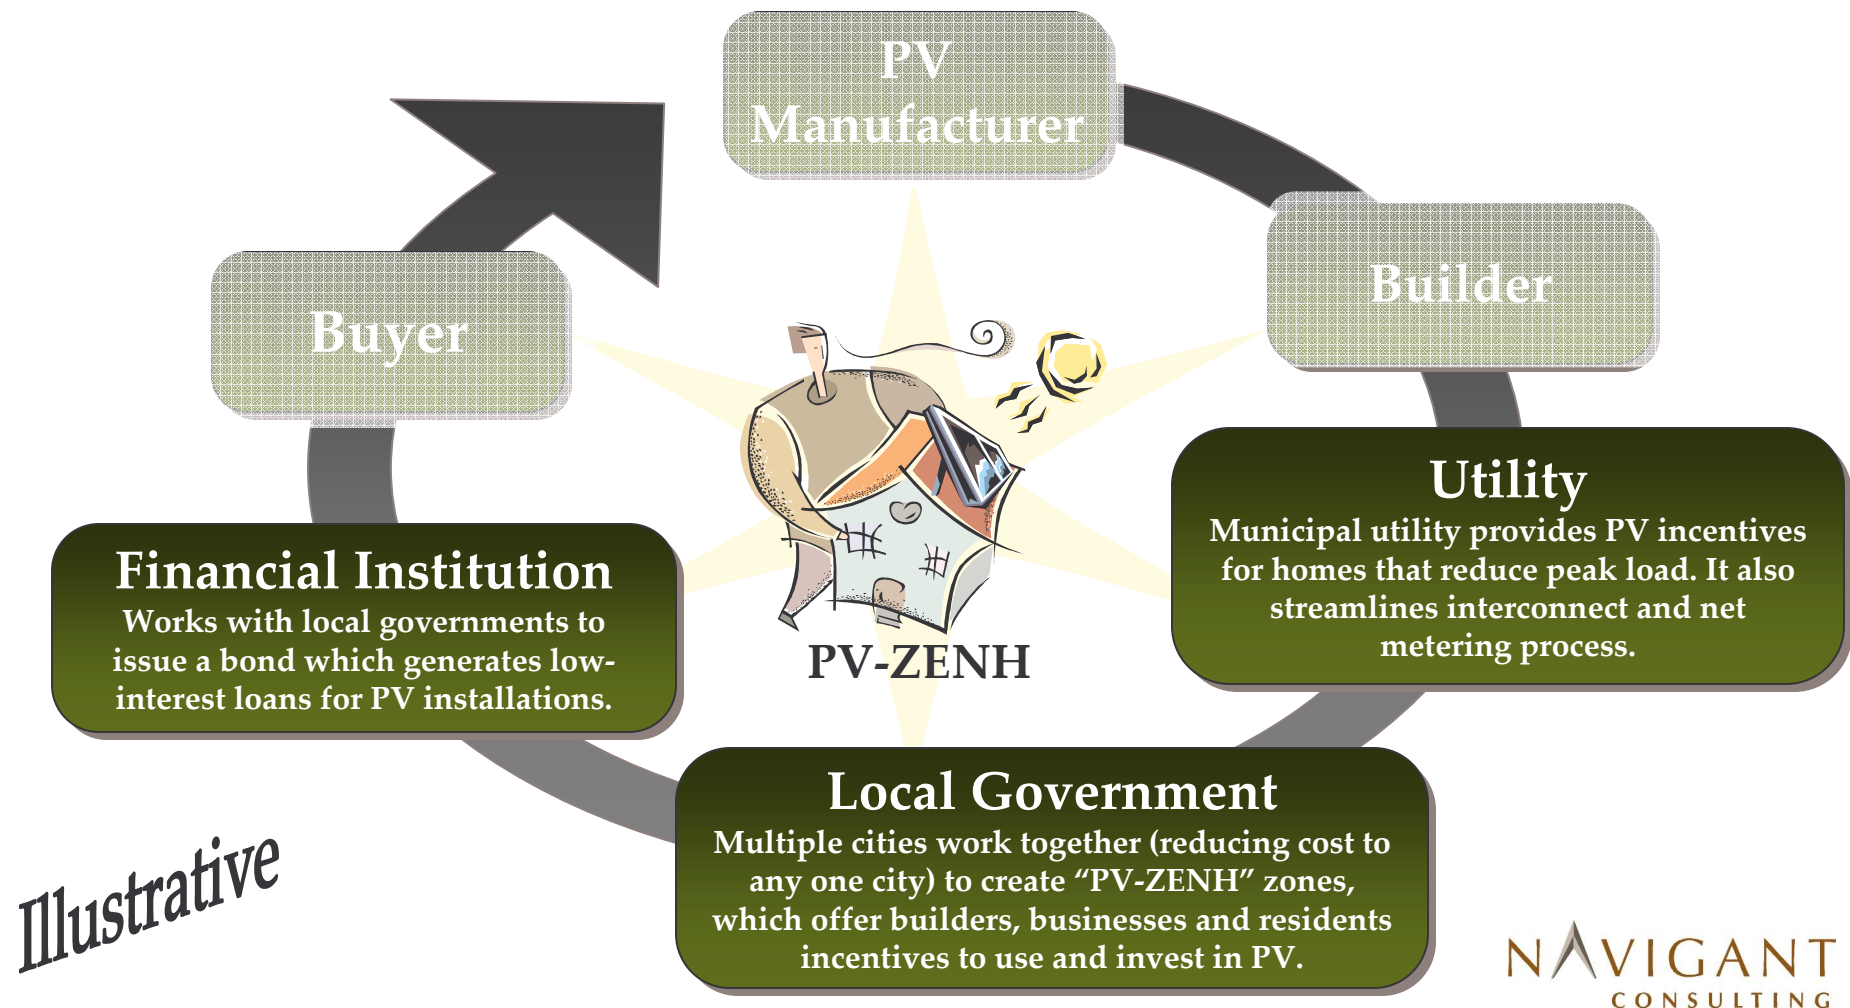 PV
Manufacturer
Builder
Buyer
Utility
Municipal utility provides PV incentives
for homes that reduce peak load. It also
streamlines interconnect and net
metering process.
Financial Institution
Works with local governments to
issue a bond which generates low-
interest loans for PV installations.
PV-ZENH
Local Government
Multiple cities work together (reducing cost to
any one city) to create “PV-ZENH” zones,
which offer builders, businesses and residents
incentives to use and invest in PV.
Illustrative
NAVIGANT
CONSULTING